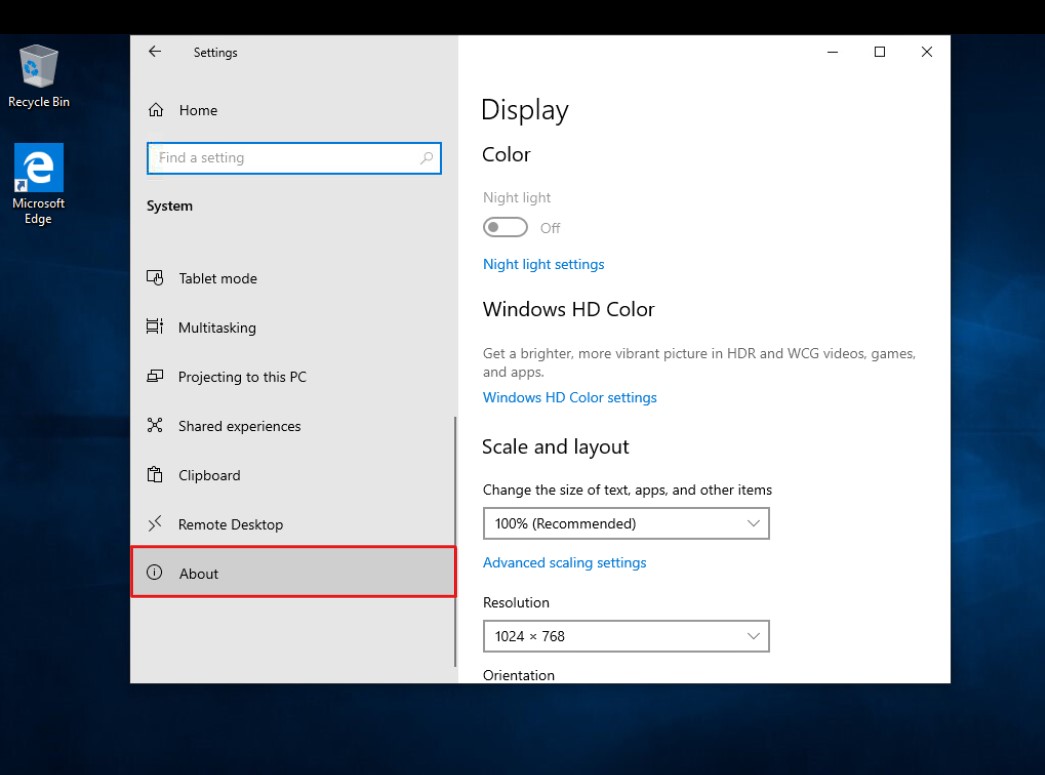 Recycle Bin
Microsoft
Edge
Settings
Home
Find a setting
System
Tablet mode
Multitasking
Projecting to this PC
Shared experiences
Clipboard
Remote Desktop
About
Display
Color
Night light
Off
Night light settings
Windows HD Color
Get a brighter, more vibrant picture in HDR and WCG videos, games,
and apps.
Windows HD Color settings
Scale and layout
Change the size of text, apps, and other items
100% (Recommended)
Advanced scaling settings
Resolution
1024 × 768
Orientation